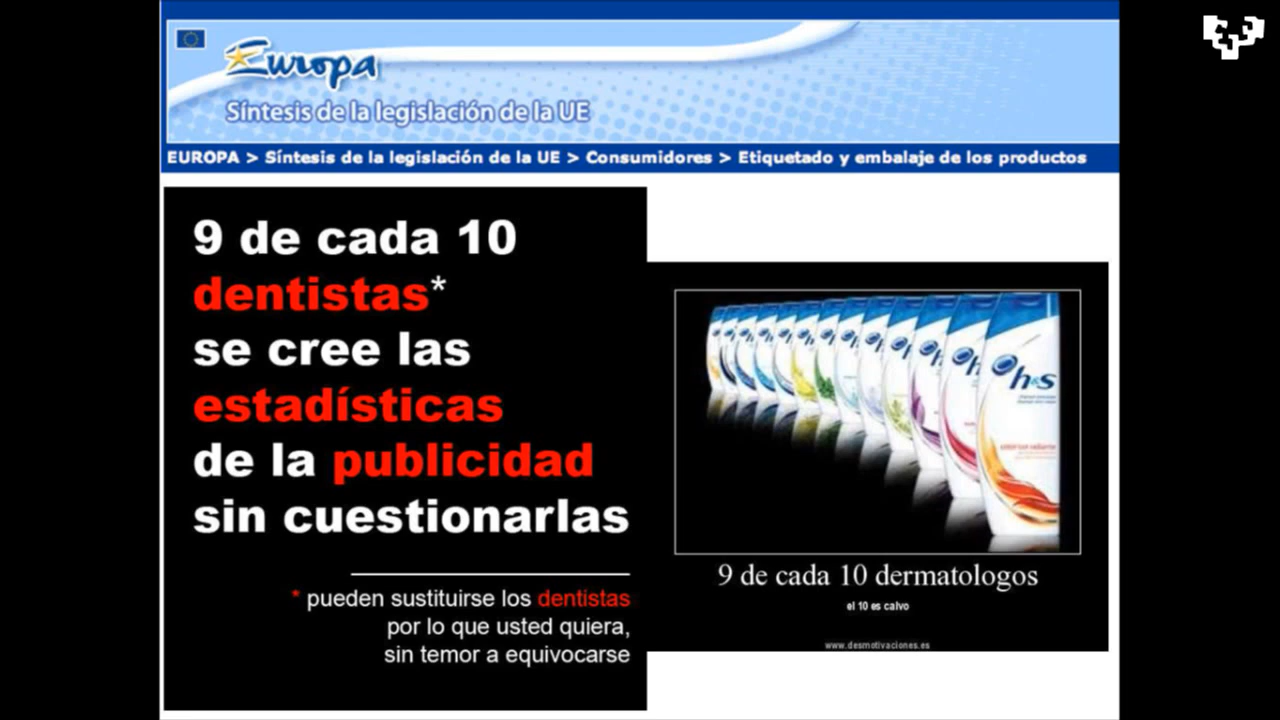 Europa
Síntesis de la legislación de la UE
EUROPA > Síntesis de la legislación de la UE > Consumidores > Etiquetado y embalaje de los productos
9 de cada 10
dentistas*
se cree las
estadísticas
de la publicidad
sin cuestionarlas
* pueden sustituirse los dentistas
por lo que usted quiera,
sin temor a equivocarse
h&s
9 de cada 10 dermatologos
el 10 es calvo
www.desmotivaciones.es